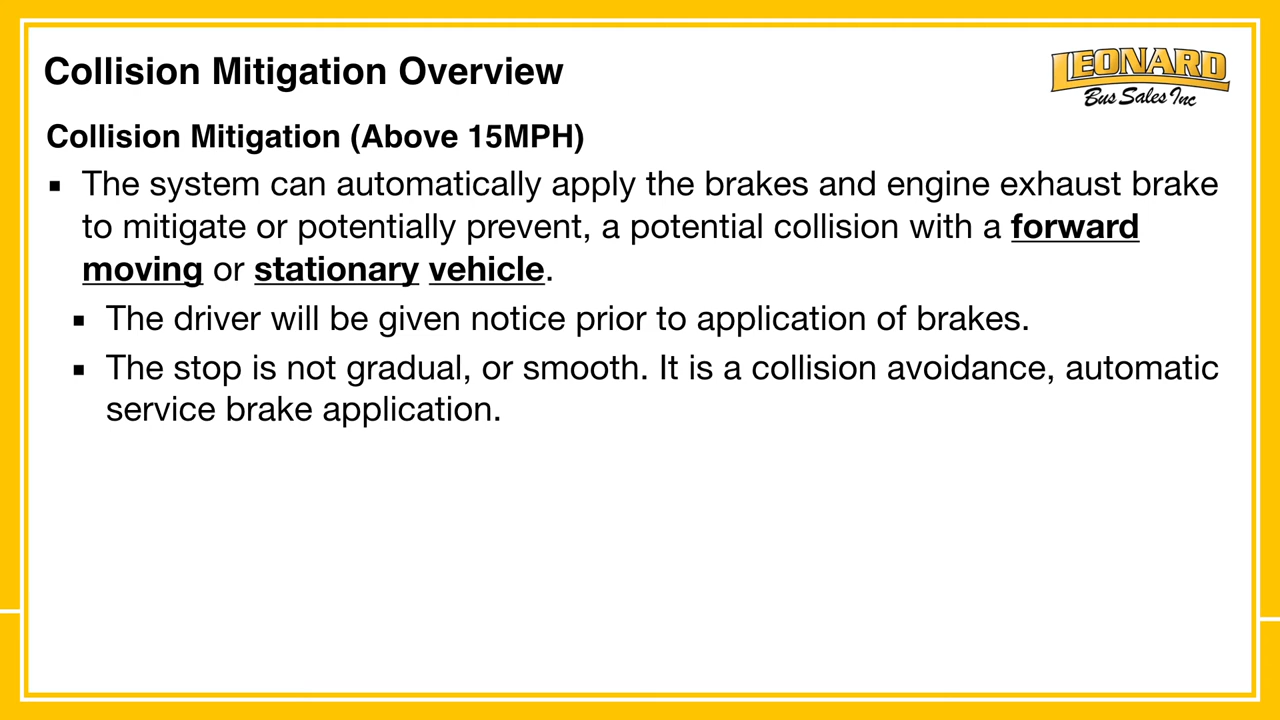 Collision Mitigation Overview
LEONARD
Bus Sales Inc
Collision Mitigation (Above 15MPH)
▪ The system can automatically apply the brakes and engine exhaust brake
to mitigate or potentially prevent, a potential collision with a forward
moving or stationary vehicle.
▪ The driver will be given notice prior to application of brakes.
▪ The stop is not gradual, or smooth. It is a collision avoidance, automatic
service brake application.